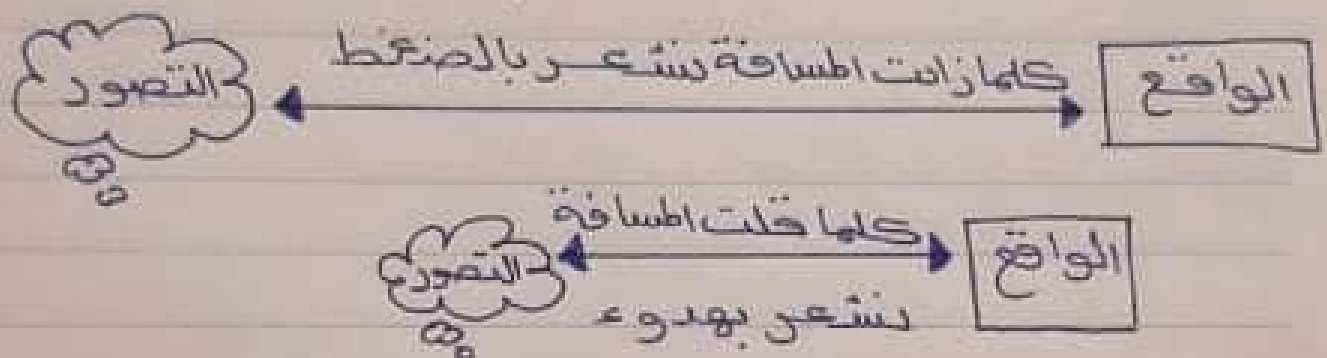 الواقع
كلما زادت المسافة نشعر بالضغط
التصور
الواقع
كلما قلت المسافة
نشعر بهدوء
التصور